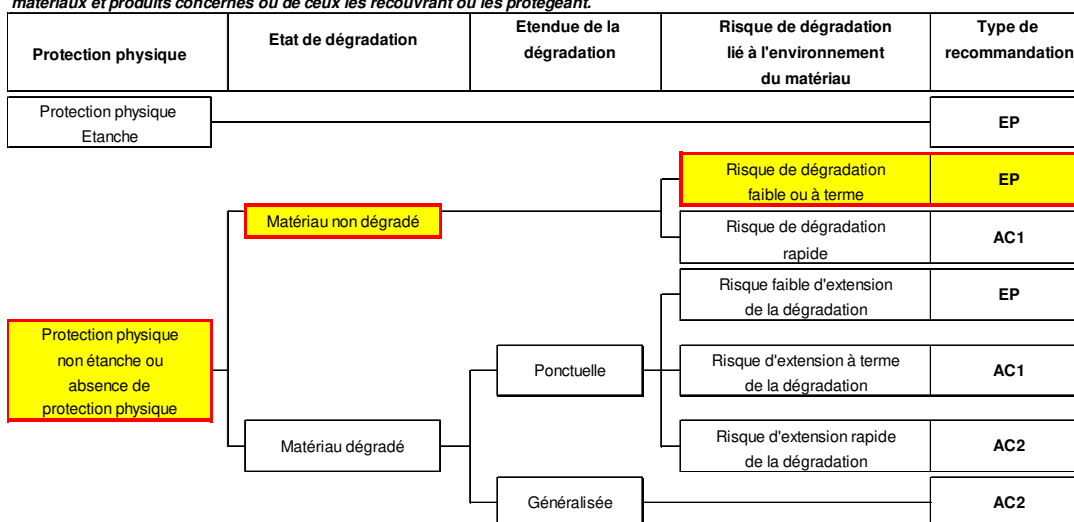 matériaux et produits concernés ou de ceux les recouvrant ou les protégeant.
Protection physique
Etat de dégradation
Etendue de la
dégradation
Risque de dégradation
lié à l'environnement
du matériau
Type de
recommandation
Protection physique
Etanche
EP
Risque de dégradation
faible ou à terme
EP
Matériau non dégradé
Risque de dégradation
rapide
AC1
Risque faible d'extension
de la dégradation
EP
Protection physique
non étanche ou
absence de
protection physique
Ponctuelle
Risque d'extension à terme
de la dégradation
AC1
Matériau dégradé
Risque d'extension rapide
de la dégradation
AC2
Généralisée
AC2